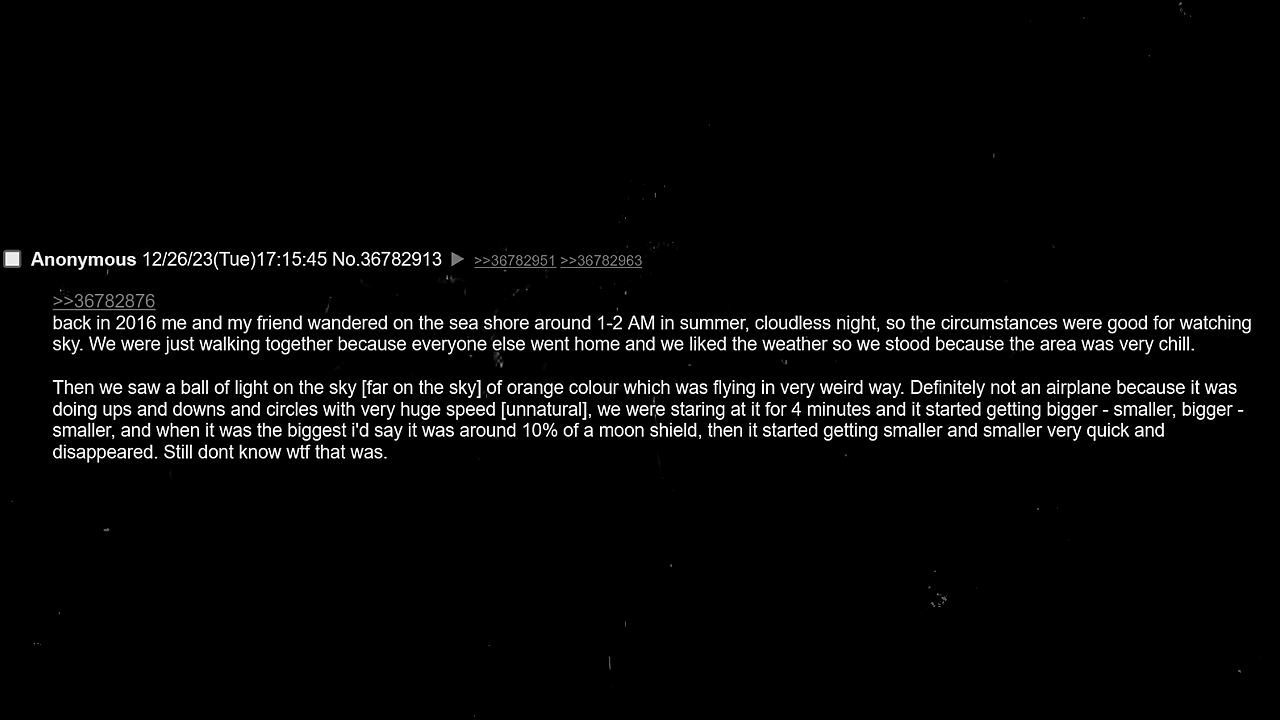 Anonymous 12/26/23(Tue)17:15:45 No.36782913 ▶ >>36782951 >>36782963
>>36782876
back in 2016 me and my friend wandered on the sea shore around 1-2 AM in summer, cloudless night, so the circumstances were good for watching
sky. We were just walking together because everyone else went home and we liked the weather so we stood because the area was very chill.
Then we saw a ball of light on the sky [far on the sky] of orange colour which was flying in very weird way. Definitely not an airplane because it was
doing ups and downs and circles with very huge speed [unnatural], we were staring at it for 4 minutes and it started getting bigger - smaller, bigger -
smaller, and when it was the biggest i'd say it was around 10% of a moon shield, then it started getting smaller and smaller very quick and
disappeared. Still dont know wtf that was.